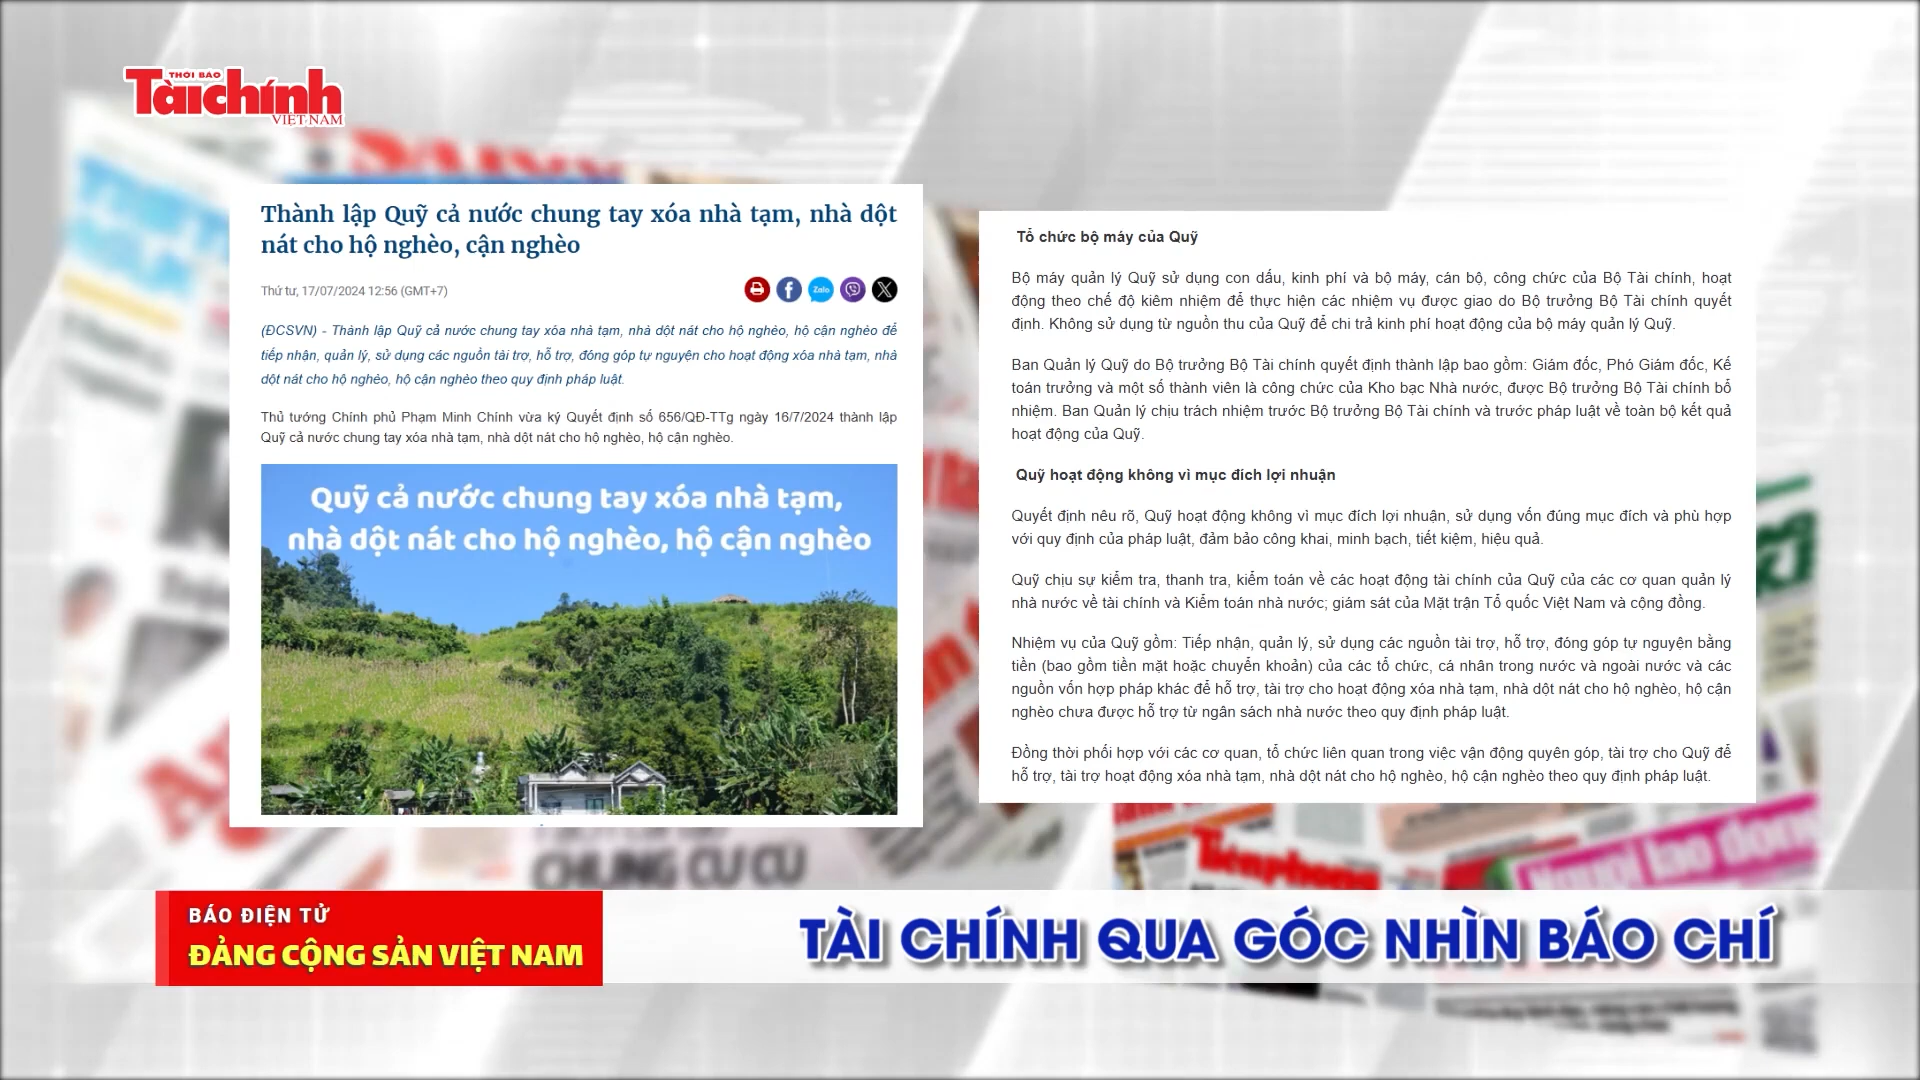 THỜI BÁO
Tàichính
VIỆT NAM
Thành lập Quỹ cả nước chung tay xóa nhà tạm, nhà dột
nát cho hộ nghèo, cận nghèo
Thứ tư, 17/07/2024 12:56 (GMT+7)
Zalo
(ĐCSVN) - Thành lập Quỹ cả nước chung tay xóa nhà tạm, nhà dột nát cho hộ nghèo, hộ cận nghèo để
tiếp nhận, quản lý, sử dụng các nguồn tài trợ, hỗ trợ, đóng góp tự nguyện cho hoạt động xóa nhà tạm, nhà
dột nát cho hộ nghèo, hộ cận nghèo theo quy định pháp luật.
Thủ tướng Chính phủ Phạm Minh Chính vừa ký Quyết định số 656/QĐ-TTg ngày 16/7/2024 thành lập
Quỹ cả nước chung tay xóa nhà tạm, nhà dột nát cho hộ nghèo, hộ cận nghèo.
Quỹ cả nước chung tay xóa nhà tạm,
nhà dột nát cho hộ nghèo, hộ cận nghèo
Tổ chức bộ máy của Quỹ
Bộ máy quản lý Quỹ sử dụng con dấu, kinh phí và bộ máy, cán bộ, công chức của Bộ Tài chính, hoạt
động theo chế độ kiêm nhiệm để thực hiện các nhiệm vụ được giao do Bộ trưởng Bộ Tài chính quyết
định. Không sử dụng từ nguồn thu của Quỹ để chi trả kinh phí hoạt động của bộ máy quản lý Quỹ.
Ban Quản lý Quỹ do Bộ trưởng Bộ Tài chính quyết định thành lập bao gồm: Giám đốc, Phó Giám đốc, Kế
toán trưởng và một số thành viên là công chức của Kho bạc Nhà nước, được Bộ trưởng Bộ Tài chính bổ
nhiệm. Ban Quản lý chịu trách nhiệm trước Bộ trưởng Bộ Tài chính và trước pháp luật về toàn bộ kết quả
hoạt động của Quỹ.
Quỹ hoạt động không vì mục đích lợi nhuận
Quyết định nêu rõ, Quỹ hoạt động không vì mục đích lợi nhuận, sử dụng vốn đúng mục đích và phù hợp
với quy định của pháp luật, đảm bảo công khai, minh bạch, tiết kiệm, hiệu quả.
Quỹ chịu sự kiểm tra, thanh tra, kiểm toán về các hoạt động tài chính của Quỹ của các cơ quan quản lý
nhà nước về tài chính và Kiểm toán nhà nước; giám sát của Mặt trận Tổ quốc Việt Nam và cộng đồng.
Nhiệm vụ của Quỹ gồm: Tiếp nhận, quản lý, sử dụng các nguồn tài trợ, hỗ trợ, đóng góp tự nguyện bằng
tiền (bao gồm tiền mặt hoặc chuyển khoản) của các tổ chức, cá nhân trong nước và ngoài nước và các
nguồn vốn hợp pháp khác để hỗ trợ, tài trợ cho hoạt động xóa nhà tạm, nhà dột nát cho hộ nghèo, hộ cận
nghèo chưa được hỗ trợ từ ngân sách nhà nước theo quy định pháp luật.
Đồng thời phối hợp với các cơ quan, tổ chức liên quan trong việc vận động quyên góp, tài trợ cho Quỹ để
hỗ trợ, tài trợ hoạt động xóa nhà tạm, nhà dột nát cho hộ nghèo, hộ cận nghèo theo quy định pháp luật.
CHUNG CƯ CŨ
Tiền phong
Người lao động
BÁO ĐIỆN TỬ
ĐẢNG CỘNG SẢN VIỆT NAM
TÀI CHÍNH QUA GÓC NHÌN BÁO CHÍ